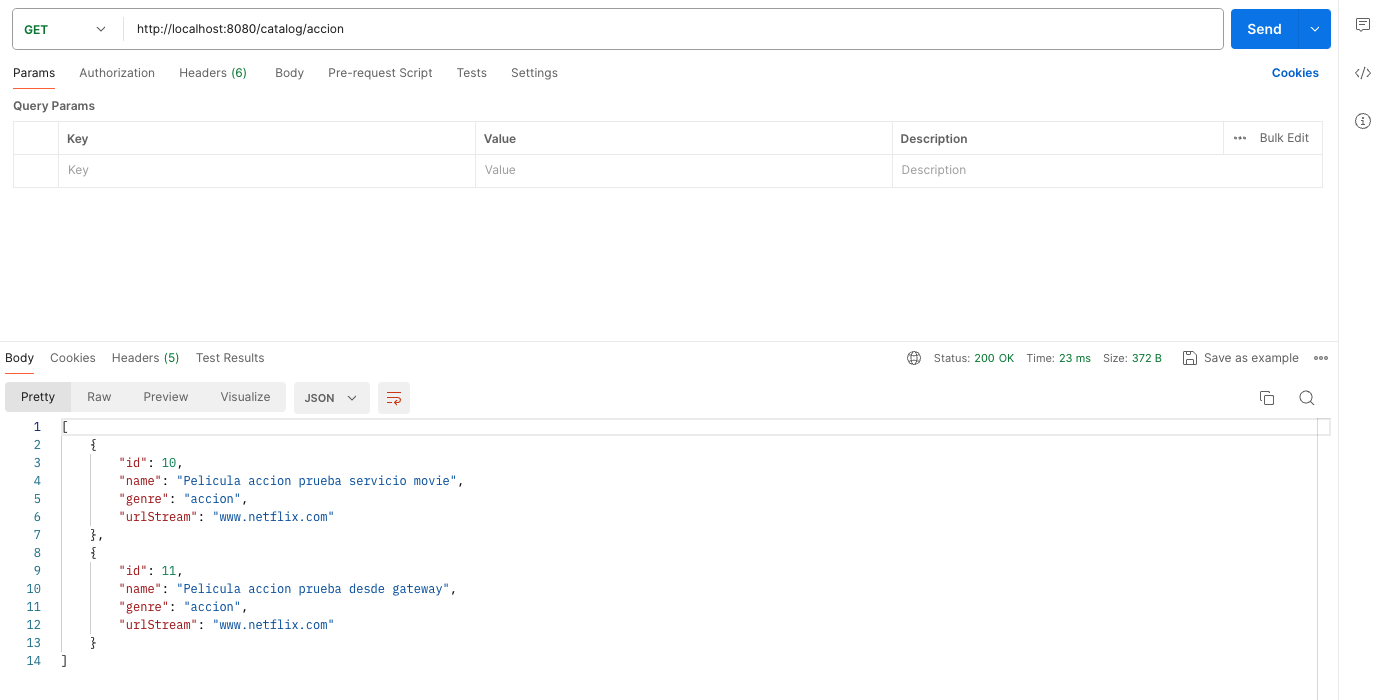 GET http://localhost:8080/catalog/accion Send
Params Authorization Headers (6) Body Pre-request Script Tests Settings Cookies
Query Params
Key Value Description ••• Bulk Edit
Key Value Description
Body Cookies Headers (5) Test Results Status: 200 OK Time: 23 ms Size: 372 B Save as example •••
Pretty Raw Preview Visualize JSON
1 [
2 {
3 "id": 10,
4 "name": "Pelicula accion prueba servicio movie",
5 "genre": "accion",
6 "urlStream": "www.netflix.com"
7 },
8 {
9 "id": 11,
10 "name": "Pelicula accion prueba desde gateway",
11 "genre": "accion",
12 "urlStream": "www.netflix.com"
13 }
14 ]